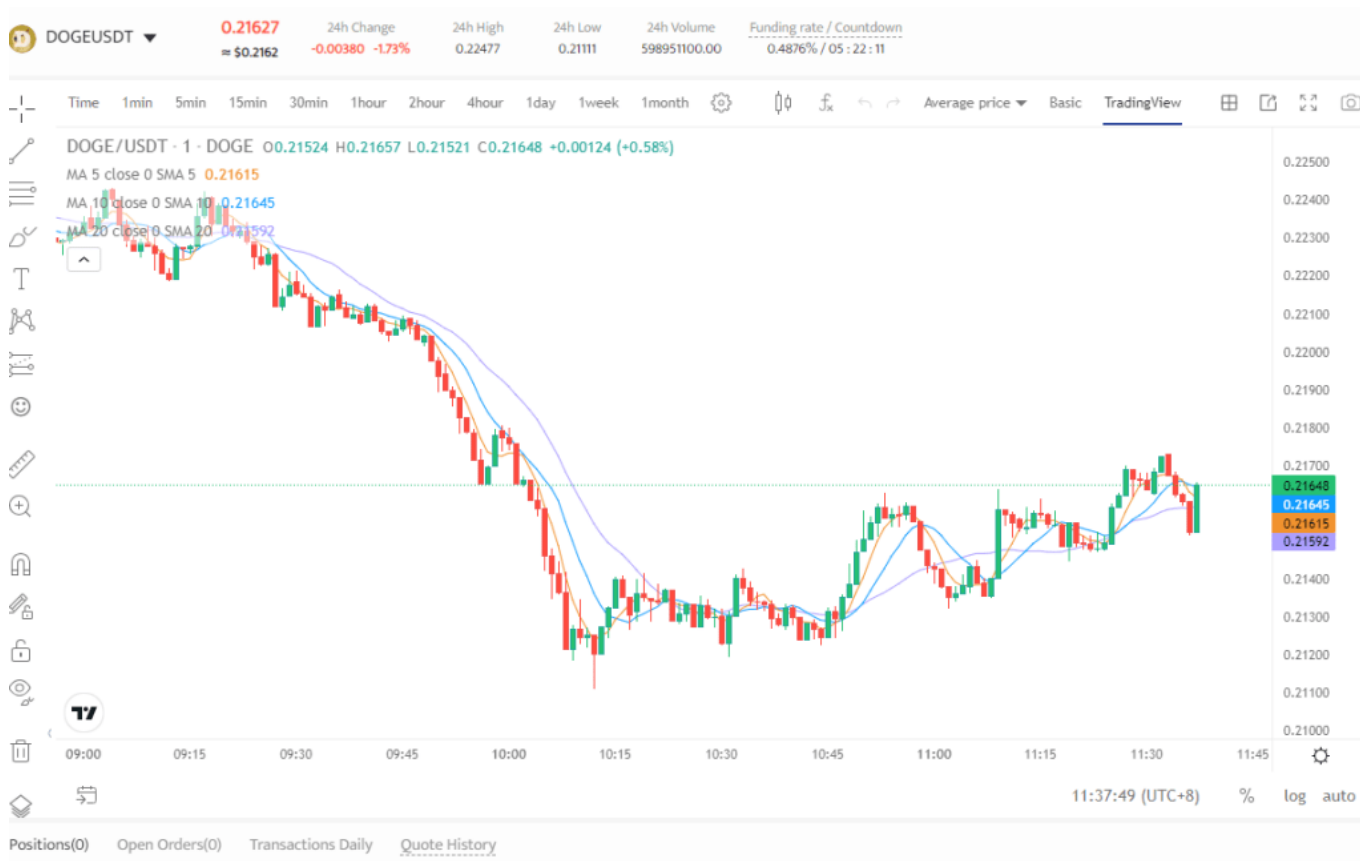 DOGEUSDT
0.21627
≈ $0.2162
24h Change
-0.00380 -1.73%
24h High
0.22477
24h Low
0.21111
24h Volume
598951100.00
Funding rate / Countdown
0.4876% / 05 : 22 : 11
Time 1min 5min 15min 30min 1hour 2hour 4hour 1day 1week 1month Average price Basic TradingView
DOGE/USDT · 1 · DOGE O0.21524 H0.21657 L0.21521 C0.21648 +0.00124 (+0.58%)
MA 5 close 0 SMA 5 0.21615
MA 10 close 0 SMA 10 0.21645
MA 20 close 0 SMA 20 0.21592
0.22500
0.22400
0.22300
0.22200
0.22100
0.22000
0.21900
0.21800
0.21700
0.21648
0.21645
0.21615
0.21592
0.21400
0.21300
0.21200
0.21100
0.21000
09:00 09:15 09:30 09:45 10:00 10:15 10:30 10:45 11:00 11:15 11:30 11:45
11:37:49 (UTC+8) % log auto
Positions(0) Open Orders(0) Transactions Daily Quote History